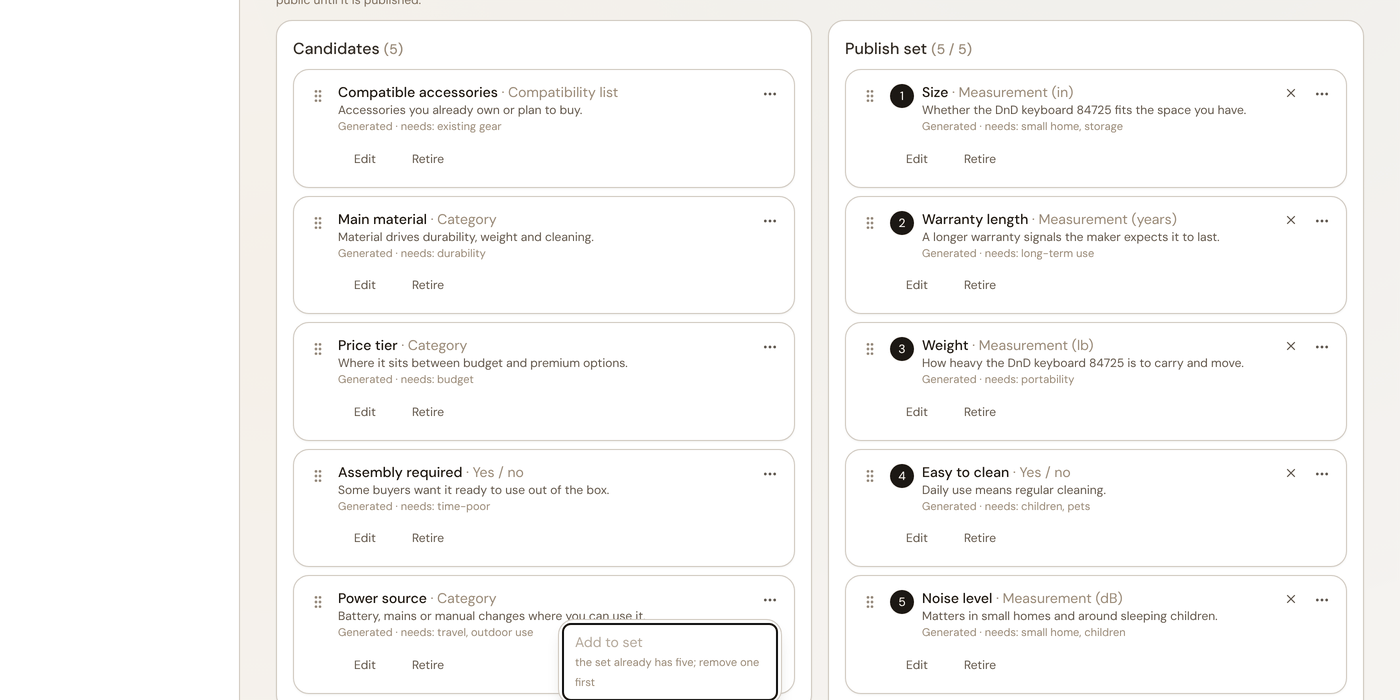 public until it is published.
Candidates (5)
Compatible accessories · Compatibility list
Accessories you already own or plan to buy.
Generated · needs: existing gear
Edit Retire
Main material · Category
Material drives durability, weight and cleaning.
Generated · needs: durability
Edit Retire
Price tier · Category
Where it sits between budget and premium options.
Generated · needs: budget
Edit Retire
Assembly required · Yes / no
Some buyers want it ready to use out of the box.
Generated · needs: time-poor
Edit Retire
Power source · Category
Battery, mains or manual changes where you can use it.
Generated · needs: travel, outdoor use
Edit Retire
Add to set
the set already has five; remove one
first
Publish set (5 / 5)
1 Size · Measurement (in)
Whether the DnD keyboard 84725 fits the space you have.
Generated · needs: small home, storage
Edit Retire
2 Warranty length · Measurement (years)
A longer warranty signals the maker expects it to last.
Generated · needs: long-term use
Edit Retire
3 Weight · Measurement (lb)
How heavy the DnD keyboard 84725 is to carry and move.
Generated · needs: portability
Edit Retire
4 Easy to clean · Yes / no
Daily use means regular cleaning.
Generated · needs: children, pets
Edit Retire
5 Noise level · Measurement (dB)
Matters in small homes and around sleeping children.
Generated · needs: small home, children
Edit Retire